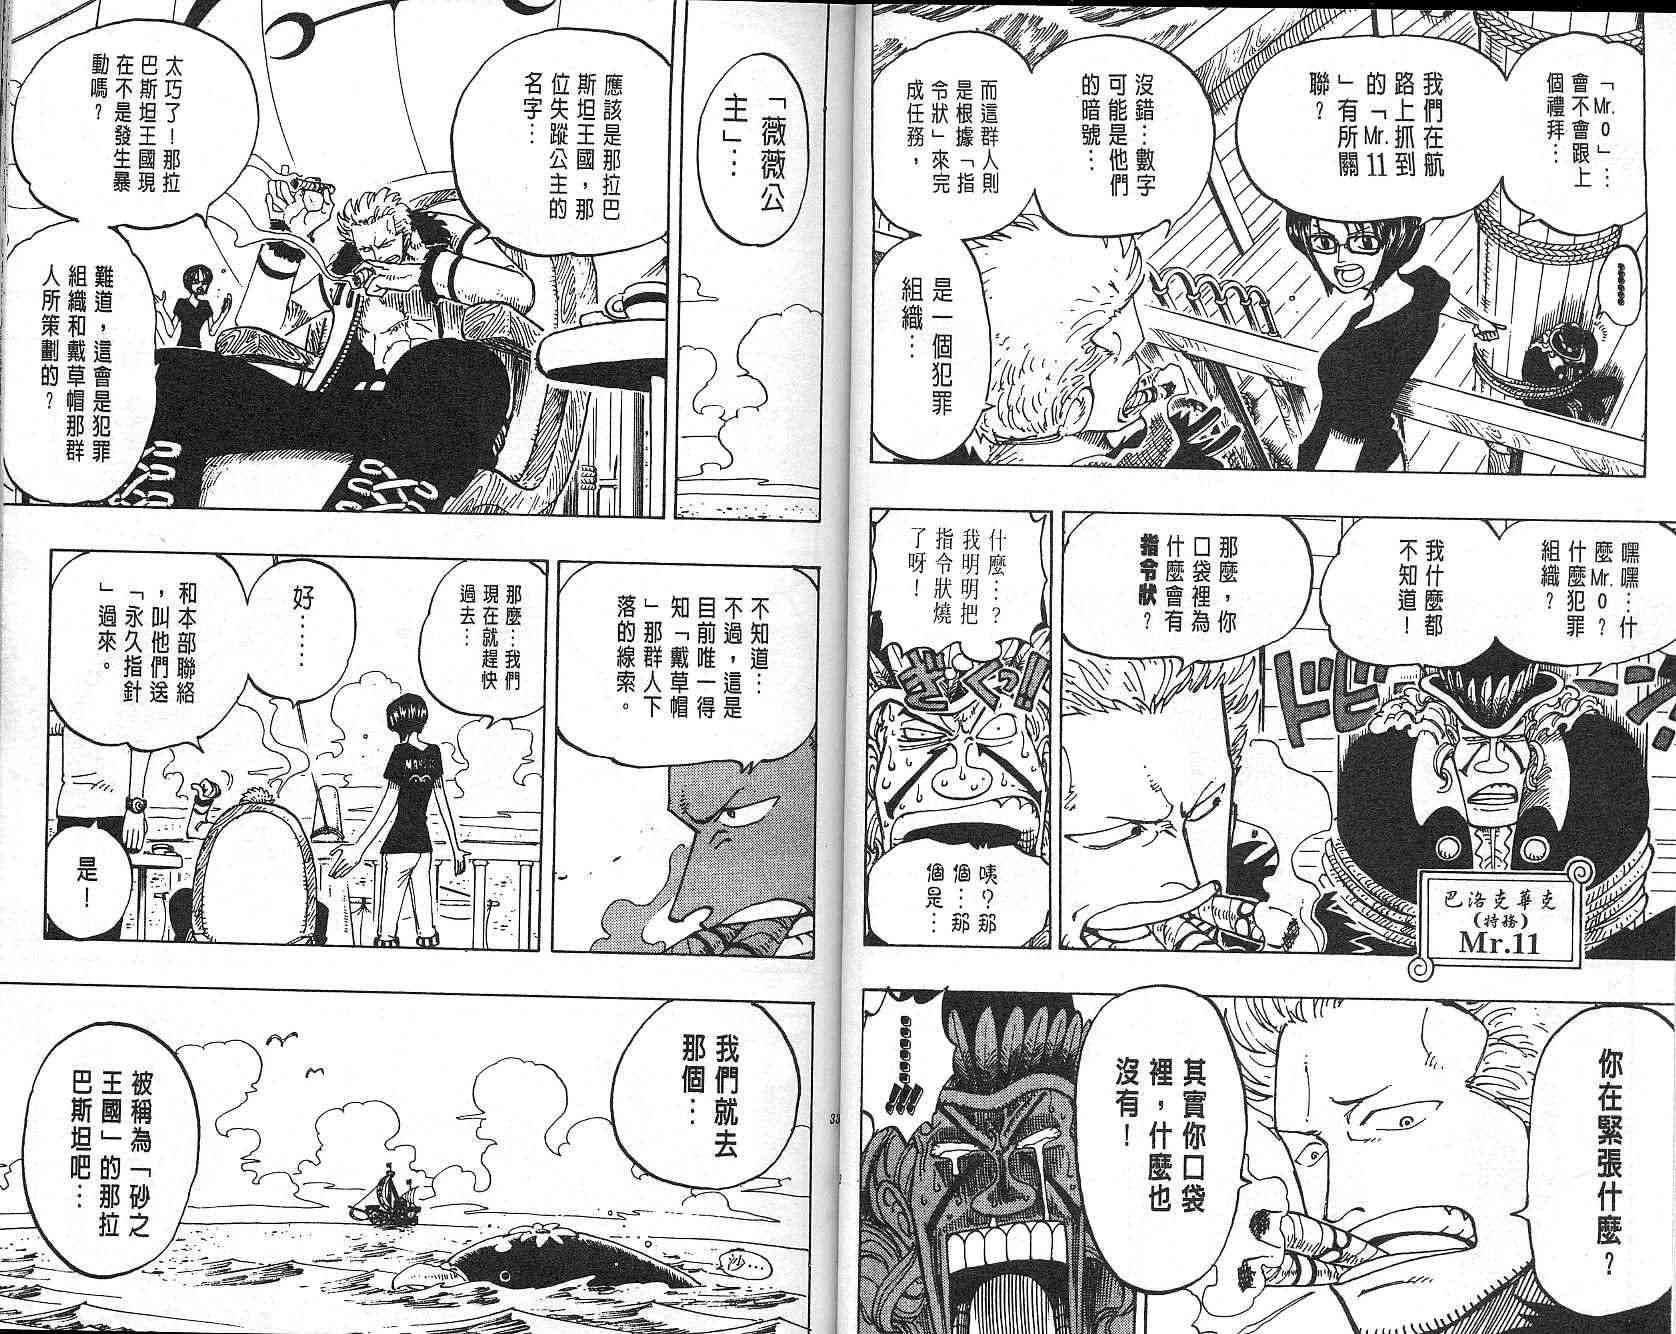 「Mr.0」…
會不會跟上
個禮拜…
我們在航
路上抓到
的「Mr.11
」有所關
聯？
沒錯…數字
可能是他們
的暗號…
而這群人則
是根據「指
令狀」來完
成任務，
是一個犯罪
組織…
嘿嘿…什
麼Mr.0？
什麼犯罪
組織？
我什麼都
不知道！
ドドーーン
巴洛克華克
(特務)
Mr.11
那麼，你
口袋裡為
什麼會有
指令狀？
什麼…？
我明明把
指令狀燒
了呀！
ぎくっ!!
咦？那
個…那
個是…
你在緊張什麼？
其實你口袋
裡，什麼也
沒有！
……!!!
「薇薇公
主」…
應該是那拉巴
斯坦王國，那
位失蹤公主的
名字…
太巧了！那拉
巴斯坦王國現
在不是發生暴
動嗎？
難道，這會是犯罪
組織和戴草帽那群
人所策劃的？
不知道…
不過，這是
目前唯一得
知「戴草帽
」那群人下
落的線索。
那麼…我們
現在就趕快
過去…
好……
和本部聯絡
，叫他們送
「永久指針
」過來。
是！
我們就去
那個…
被稱為「砂之
王國」的那拉
巴斯坦吧…
沙…
33